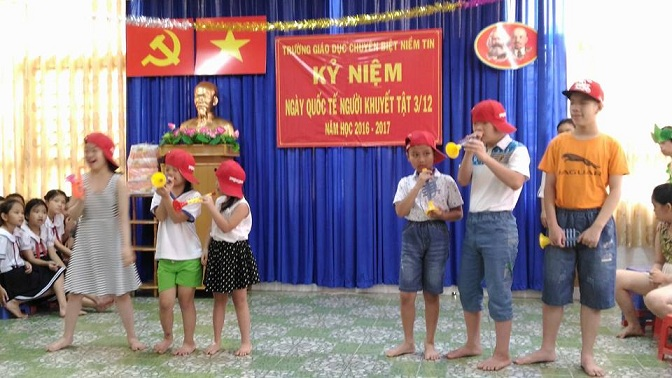 TRƯỜNG GIÁO DỤC CHUYÊN BIỆT NIỀM TIN
KỶ NIỆM
NGÀY QUỐC TẾ NGƯỜI KHUYẾT TẬT 3/12
NĂM HỌC 2016 - 2017
JAGUAR